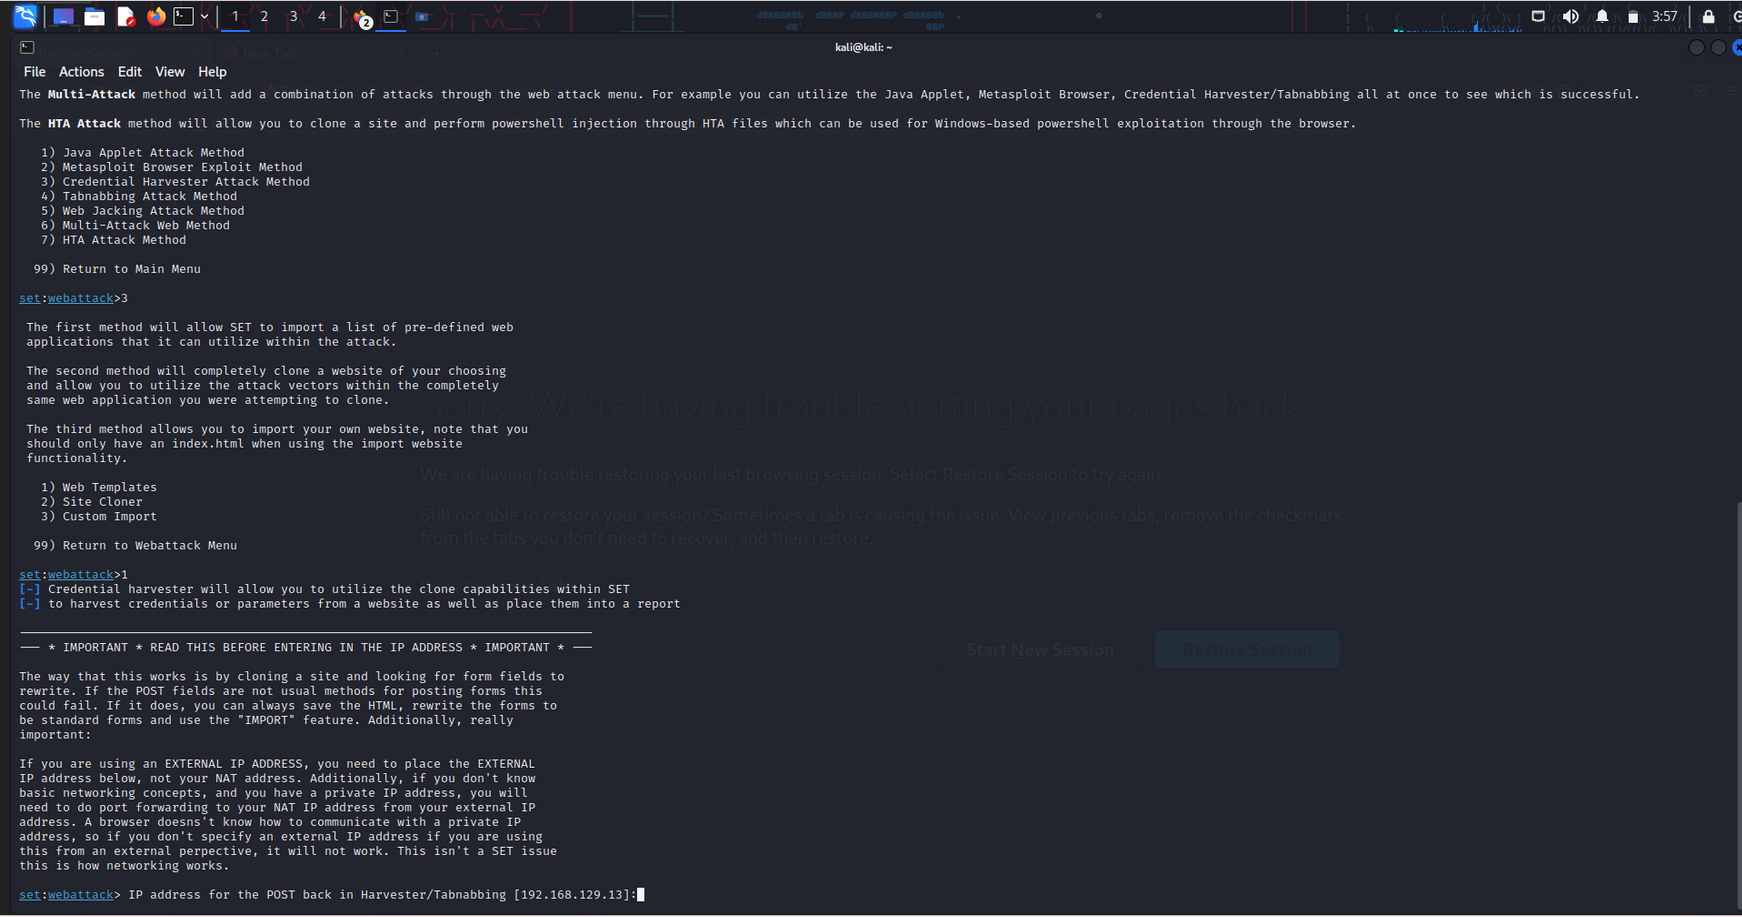 1 2 3 4 2 3:57
Restore Session New Tab
kali@kali: ~
File Actions Edit View Help
The Multi-Attack method will add a combination of attacks through the web attack menu. For example you can utilize the Java Applet, Metasploit Browser, Credential Harvester/Tabnabbing all at once to see which is successful.
The HTA Attack method will allow you to clone a site and perform powershell injection through HTA files which can be used for Windows-based powershell exploitation through the browser.
1) Java Applet Attack Method
2) Metasploit Browser Exploit Method
3) Credential Harvester Attack Method
4) Tabnabbing Attack Method
5) Web Jacking Attack Method
6) Multi-Attack Web Method
7) HTA Attack Method
99) Return to Main Menu
set:webattack>3
The first method will allow SET to import a list of pre-defined web
applications that it can utilize within the attack.
The second method will completely clone a website of your choosing
and allow you to utilize the attack vectors within the completely
same web application you were attempting to clone.
Sorry. We're having trouble getting your pages back.
The third method allows you to import your own website, note that you
should only have an index.html when using the import website
functionality.
We are having trouble restoring your last browsing session. Select Restore Session to try again.
1) Web Templates
2) Site Cloner
3) Custom Import
Still not able to restore your session? Sometimes a tab is causing the issue. View previous tabs, remove the checkmark
from the tabs you don't need to recover, and then restore.
99) Return to Webattack Menu
set:webattack>1
[-] Credential harvester will allow you to utilize the clone capabilities within SET
[-] to harvest credentials or parameters from a website as well as place them into a report
--- * IMPORTANT * READ THIS BEFORE ENTERING IN THE IP ADDRESS * IMPORTANT * ---
Start New Session Restore Session
The way that this works is by cloning a site and looking for form fields to
rewrite. If the POST fields are not usual methods for posting forms this
could fail. If it does, you can always save the HTML, rewrite the forms to
be standard forms and use the "IMPORT" feature. Additionally, really
important:
If you are using an EXTERNAL IP ADDRESS, you need to place the EXTERNAL
IP address below, not your NAT address. Additionally, if you don't know
basic networking concepts, and you have a private IP address, you will
need to do port forwarding to your NAT IP address from your external IP
address. A browser doesns't know how to communicate with a private IP
address, so if you don't specify an external IP address if you are using
this from an external perpective, it will not work. This isn't a SET issue
this is how networking works.
set:webattack> IP address for the POST back in Harvester/Tabnabbing [192.168.129.13]: